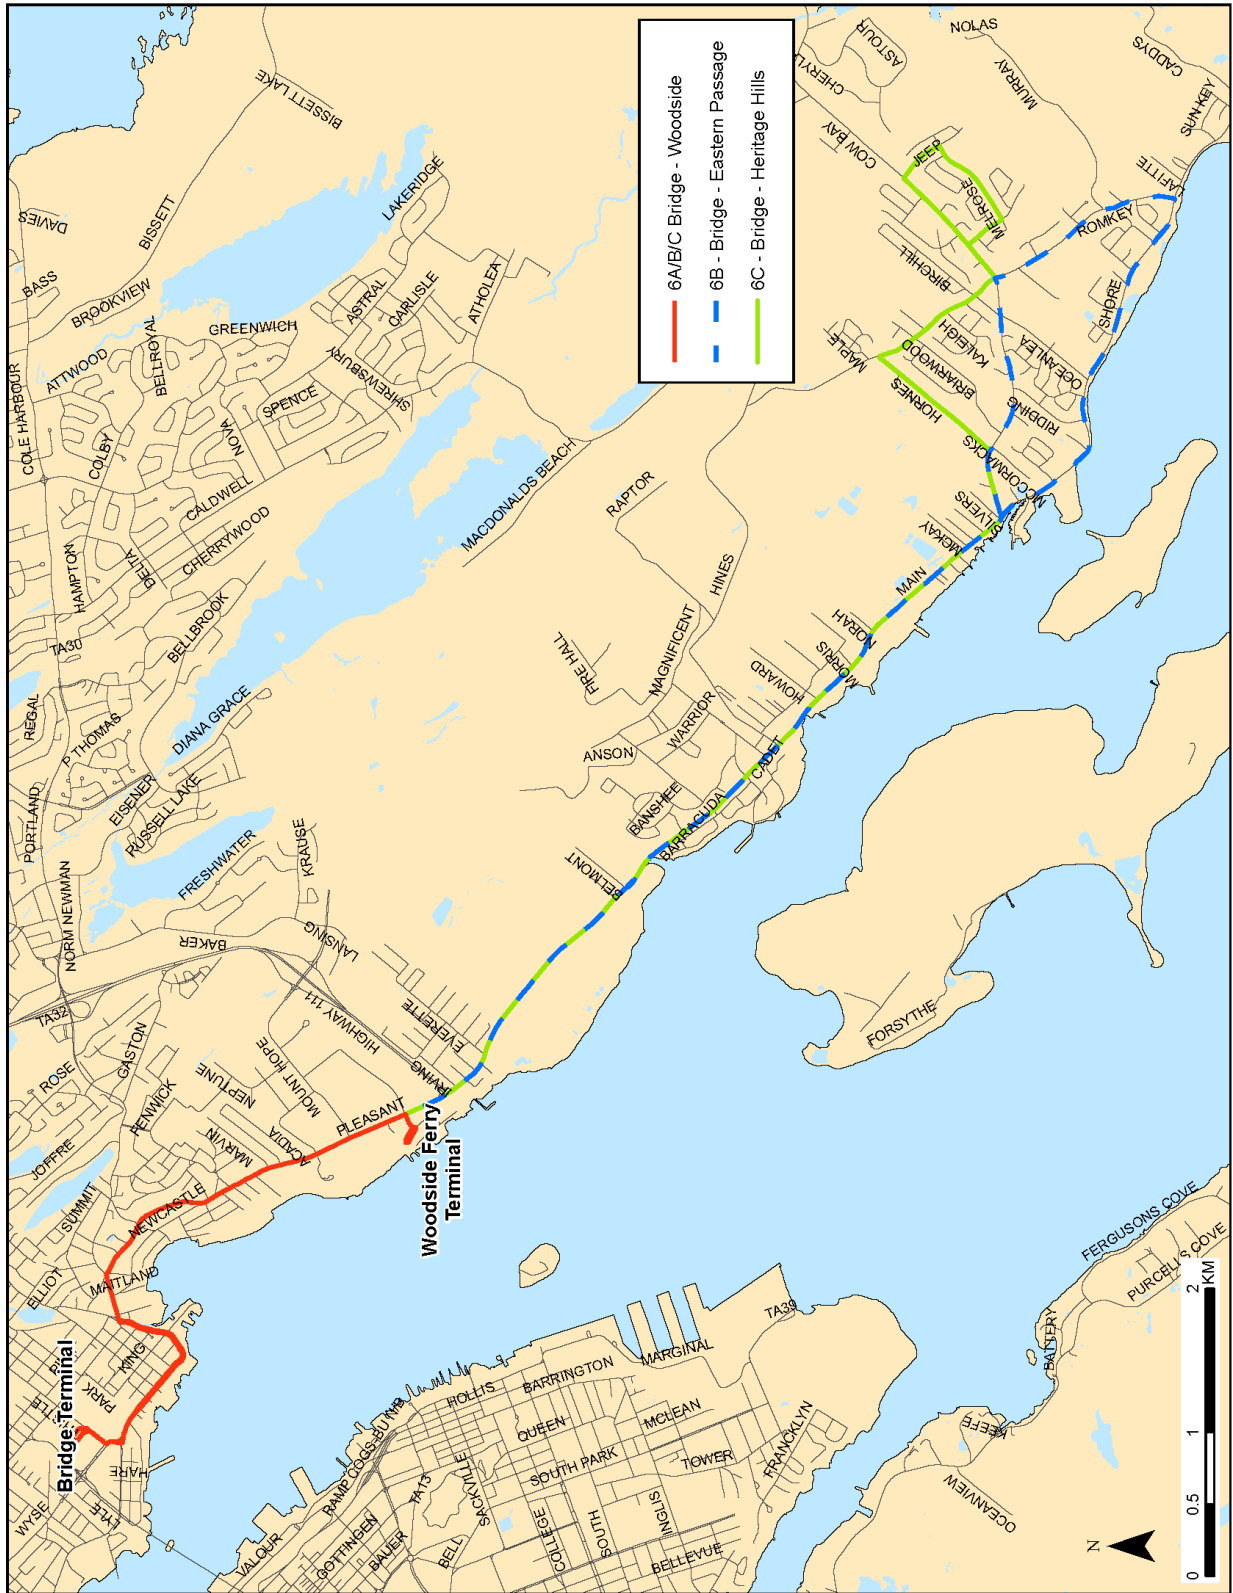 6A/B/C Bridge - Woodside
6B - Bridge - Eastern Passage
6C - Bridge - Heritage Hills
Bridge Terminal
Woodside Ferry
Terminal
BISSETT LAKE
DAVIES
BASS
BISSETT
BROOKVIEW
LAKERIDGE
ATTWOOD
BELLROYAL
GREENWICH
ASTRAL
CARLISLE
ATHOLEA
COLE HARBOUR
COLBY
NOVA
SPENCE
SHREWSBURY
CALDWELL
CHERRYWOOD
DELTA
HAMPTON
MACDONALDS BEACH
TA30
BELLBROOK
REGAL
P THOMAS
DIANA GRACE
PORTLAND
EISENER
RUSSELL LAKE
FRESHWATER
KRAUSE
NORM NEWMAN
BAKER
LANSING
TA32
HIGHWAY 111
EVERETTE
IRVING
ROSE
GASTON
PENWICK
NEPTUNE
MOUNT HOPE
PLEASANT
JOFFRE
MARVIN
ACADIA
SUMMIT
NEWCASTLE
ELLIOT
MAITLAND
KING
PARK
HARE
WYSE
LYLE
NOLAS
ASTOUR
CHERYL
CADDYS
MURRAY
SUN KEY
COW BAY
JEEP
MELROSE
LAFITTE
ROMKEY
BIRCHILL
SHORE
MAPLE
KALEIGH
BRIARWOOD
OCEANLEA
HORNES
RIDDING
MCCORMACKS
SILVERS
MCKAY
MAIN
NORAH
MORRIS
HOWARD
RAPTOR
HINES
FIRE HALL
MAGNIFICENT
WARRIOR
ANSON
CADET
BANSHEE
BARRACUDA
BELMONT
FORSYTHE
FERGUSONS COVE
PURCELLS COVE
BATTERY
KEEFE
OCEANVIEW
TA39
MARGINAL
BARRINGTON
HOLLIS
QUEEN
MCLEAN
SOUTH PARK
TOWER
FRANCKLYN
SACKVILLE
COLLEGE
SOUTH
INGLIS
BELLEVUE
RAMP COGS-BU NB
TA13
BELL
GOTTINGEN
BAUER
VALOUR
N
0 0.5 1 2
KM